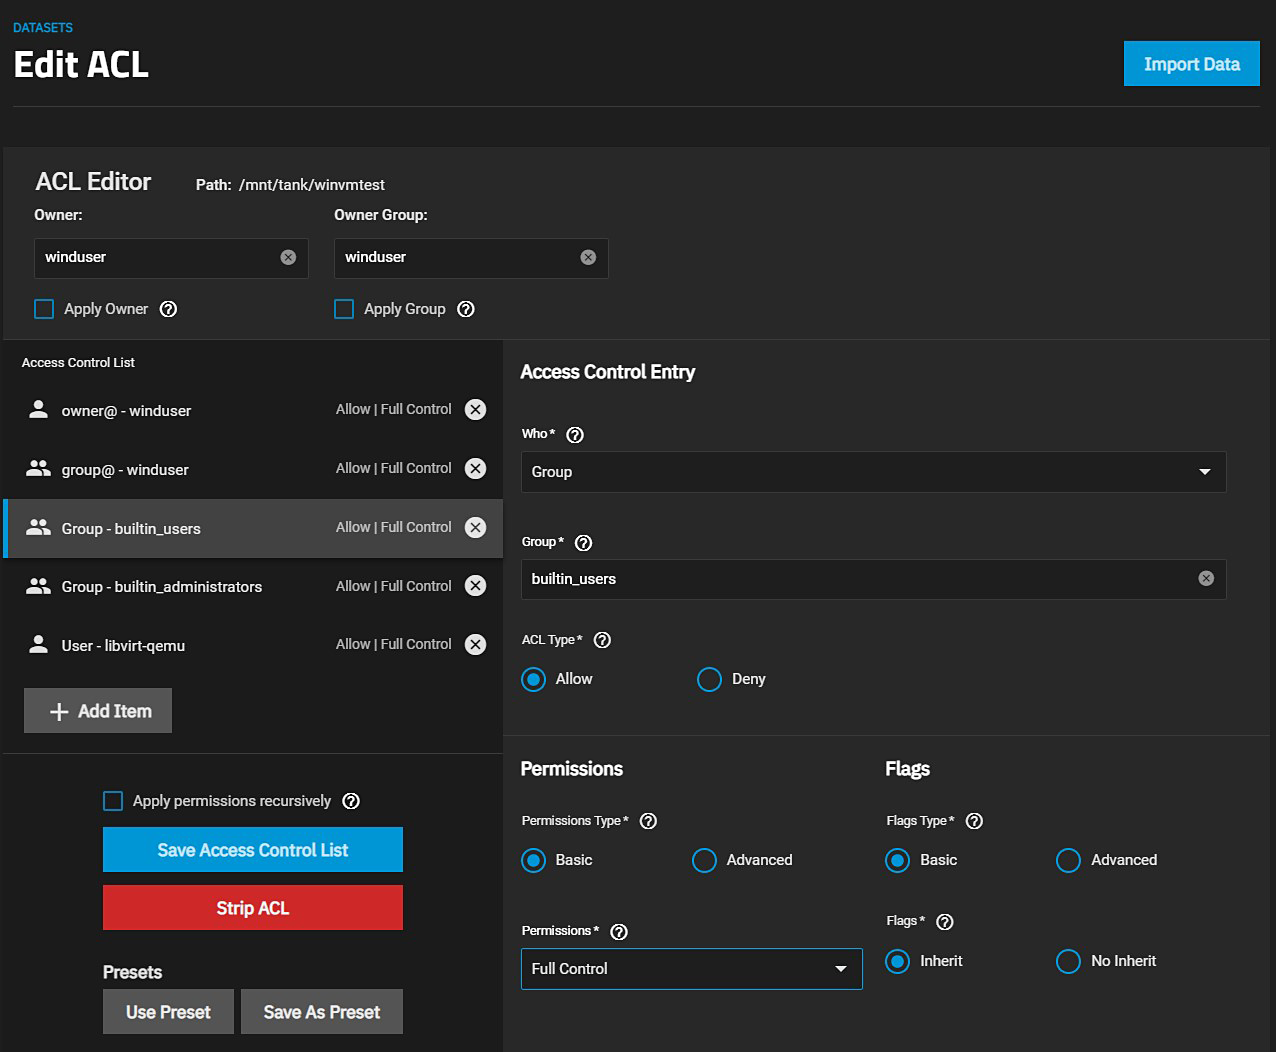 DATASETS
Edit ACL
Import Data
ACL Editor Path: /mnt/tank/winvmtest
Owner: Owner Group:
winduser winduser
Apply Owner Apply Group
Access Control List
owner@ - winduser Allow | Full Control
group@ - winduser Allow | Full Control
Group - builtin_users Allow | Full Control
Group - builtin_administrators Allow | Full Control
User - libvirt-qemu Allow | Full Control
Add Item
Apply permissions recursively
Save Access Control List
Strip ACL
Presets
Use Preset Save As Preset
Access Control Entry
Who *
Group
Group *
builtin_users
ACL Type *
Allow Deny
Permissions
Permissions Type *
Basic Advanced
Permissions *
Full Control
Flags
Flags Type *
Basic Advanced
Flags *
Inherit No Inherit